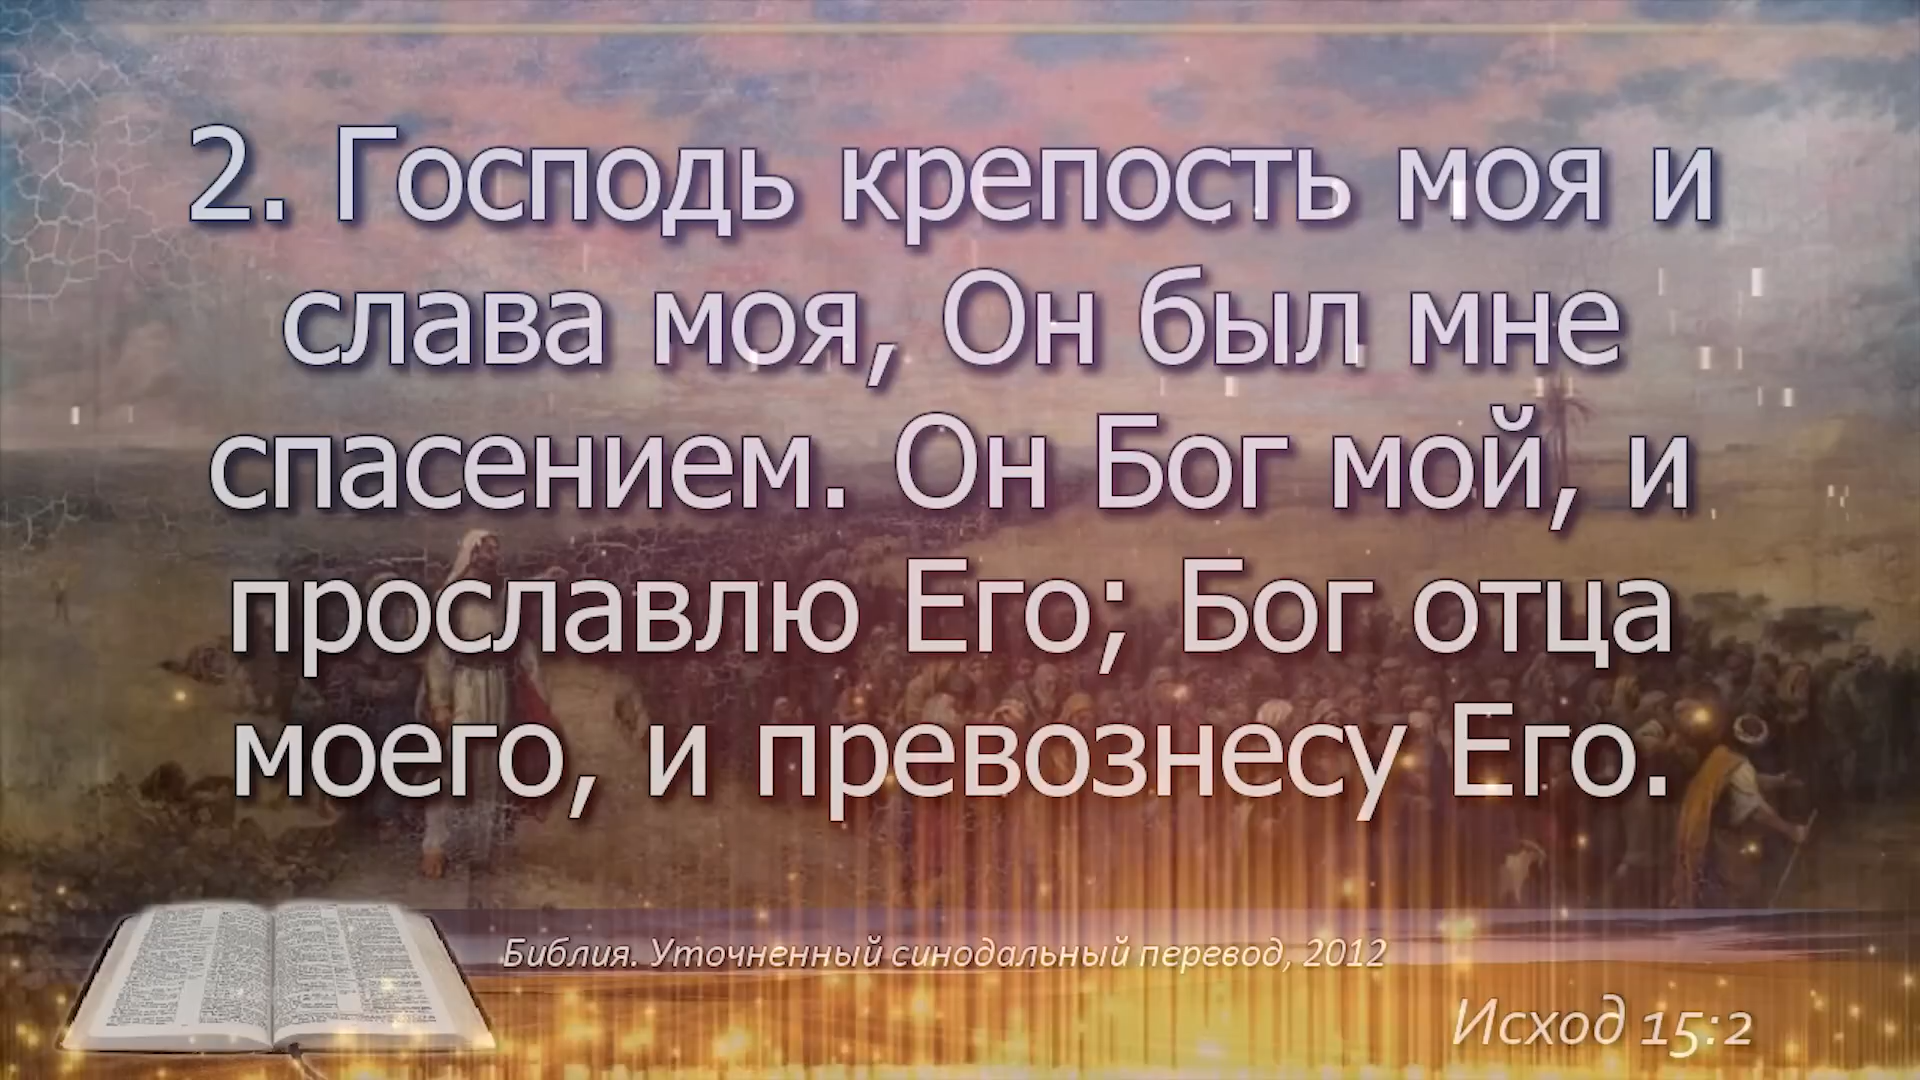 2. Господь крепость моя и
слава моя, Он был мне
спасением. Он Бог мой, и
прославлю Его; Бог отца
моего, и превознесу Его.
Библия. Уточненный синодальный перевод, 2012
Исход 15:2